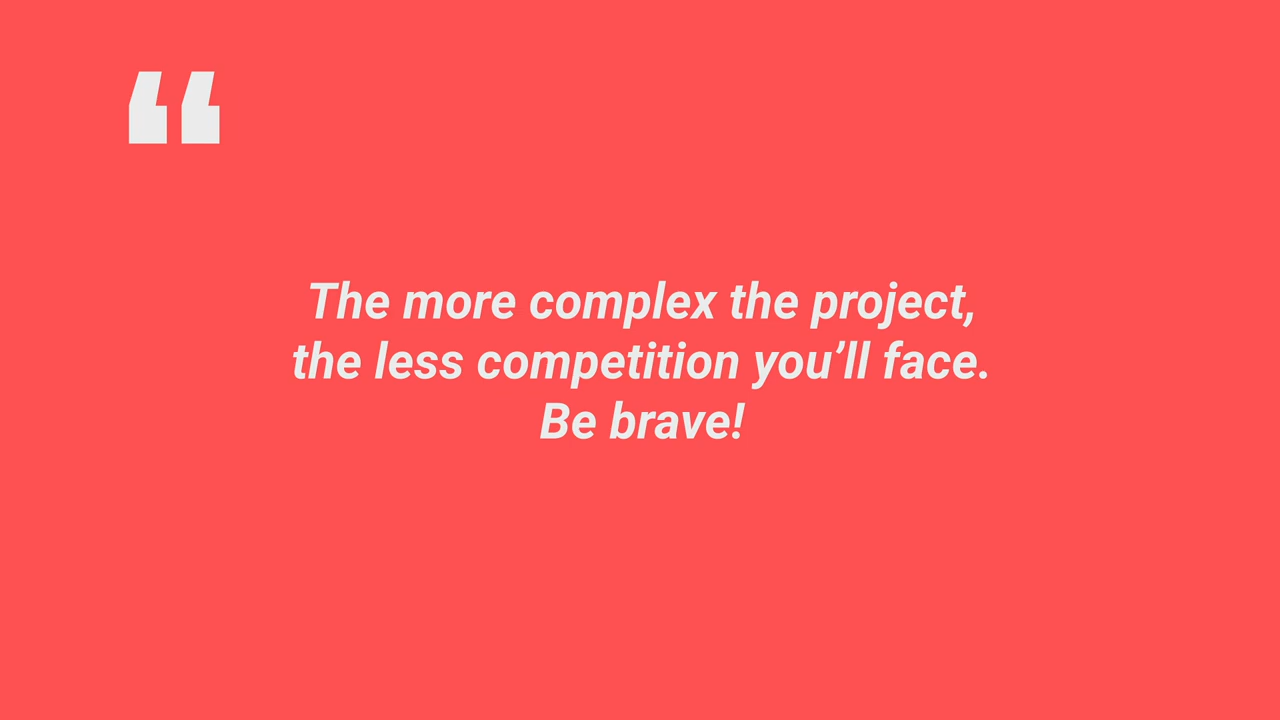 “
The more complex the project,
the less competition you’ll face.
Be brave!